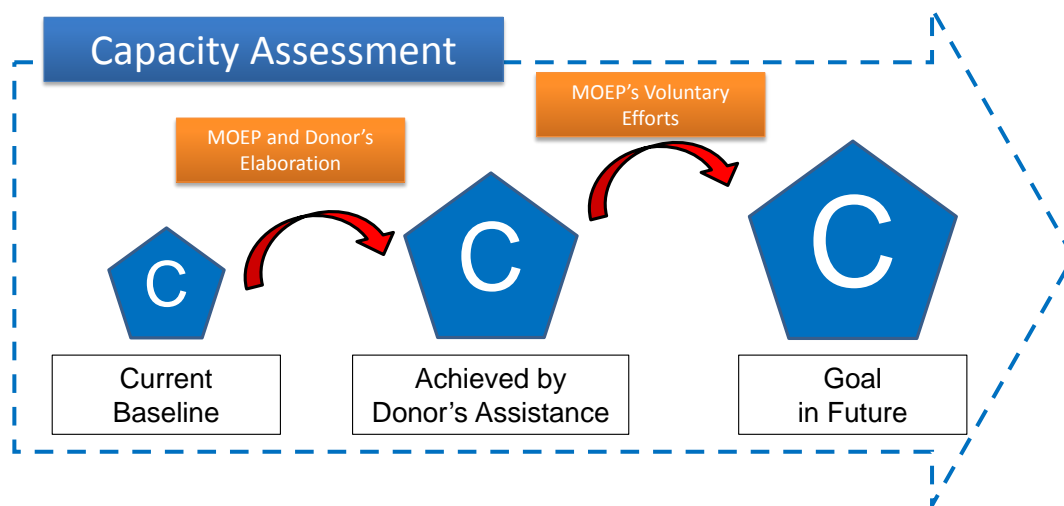 Capacity Assessment
MOEP's Voluntary
Efforts
MOEP and Donor's
Elaboration
C
C
C
Current
Baseline
Achieved by
Donor's Assistance
Goal
in Future